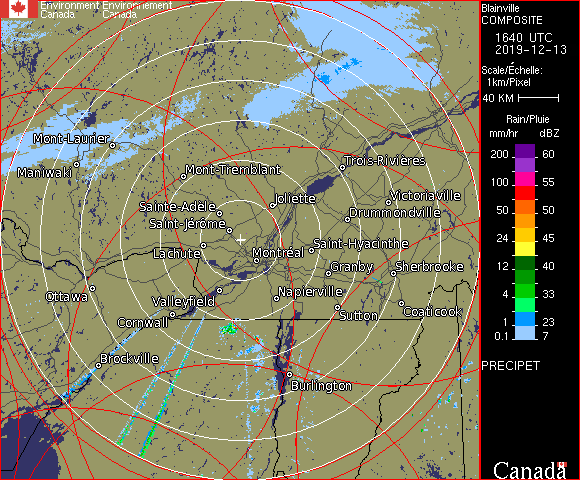 Environment Environnement
Canada Canada
Blainville
COMPOSITE
1640 UTC
2019-12-13
Scale/Échelle:
1km/Pixel
40 KM
Rain/Pluie
mm/hr dBZ
200 60
100 55
50 50
24 45
12 40
4 33
1 23
0.1 7
PRECIPET
Canada
Mont-Laurier
Maniwaki
Mont-Tremblant
Trois-Rivières
Joliette
Victoriaville
Sainte-Adele
Drummondville
Saint-Jérôme
Lachute
Montréal
Saint-Hyacinthe
Granby
Sherbrooke
Ottawa
Valleyfield
Napierville
Cornwall
Sutton
Coaticook
Brockville
Burlington